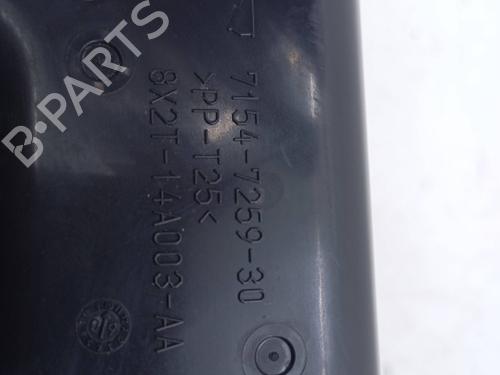 7154-7259-30
>PP-T25<
8X2T-14A003-AA
B-PARTS